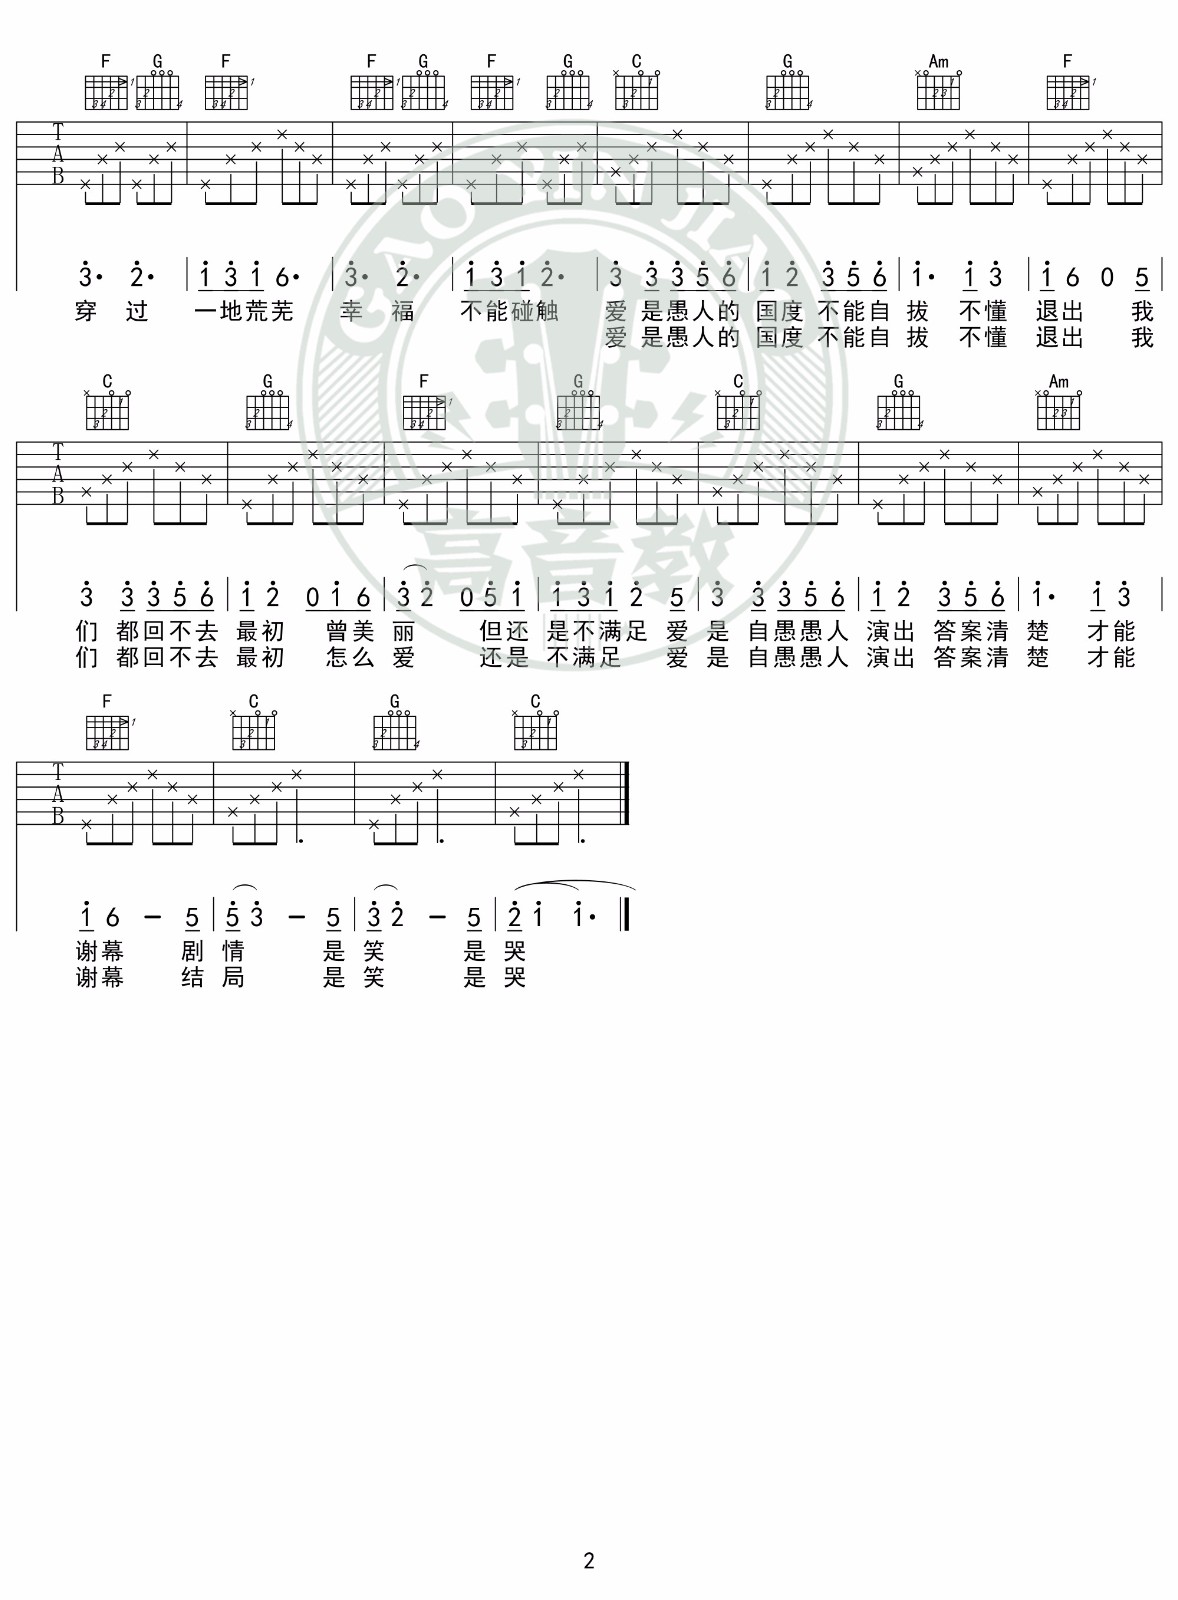 F G F F G F G C G Am F
T
A
B
3· 2· 1 3 1 6· 3· 2· 1 3 1 2· 3 3 3 5 6 1 2 3 5 6 1· 1 3 1 6 0 5
穿 过 一地荒芜 幸 福 不能碰触 爱 是愚人的 国度 不能自 拔 不懂 退出 我
爱 是愚人的 国度 不能自 拔 不懂 退出 我
C G F G C G Am
T
A
B
3 3 3 5 6 1 2 0 1 6 3 2 0 5 1 1 3 1 2 5 3 3 3 5 6 1 2 3 5 6 1· 1 3
们 都回不去 最初 曾美 丽 但还 是不满足 爱 是 自愚愚人 演出 答案清 楚 才能
们 都回不去 最初 怎么 爱 还是 不满足 爱 是 自愚愚人 演出 答案清 楚 才能
F C G C
T
A
B
1 6 – 5 5 3 – 5 3 2 – 5 2 1 1·
谢幕 剧 情 是 笑 是 哭
谢幕 结 局 是 笑 是 哭
GAO YIN JIAO
高音教
2